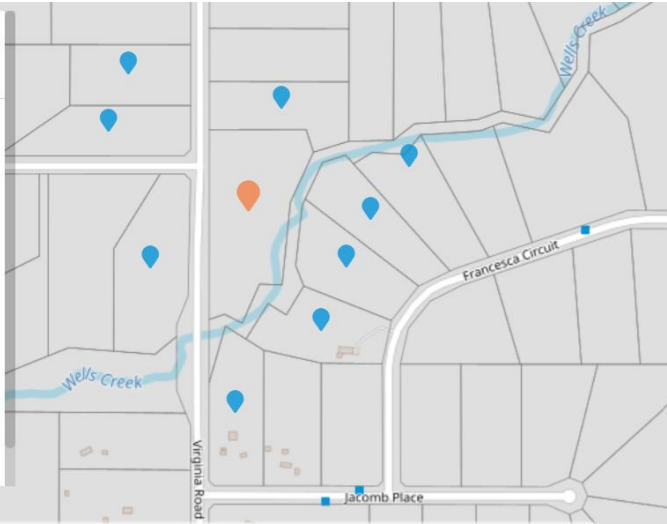 Wells Creek
Francesca Circuit
Wells Creek
Virginia Road
Jacomb Place